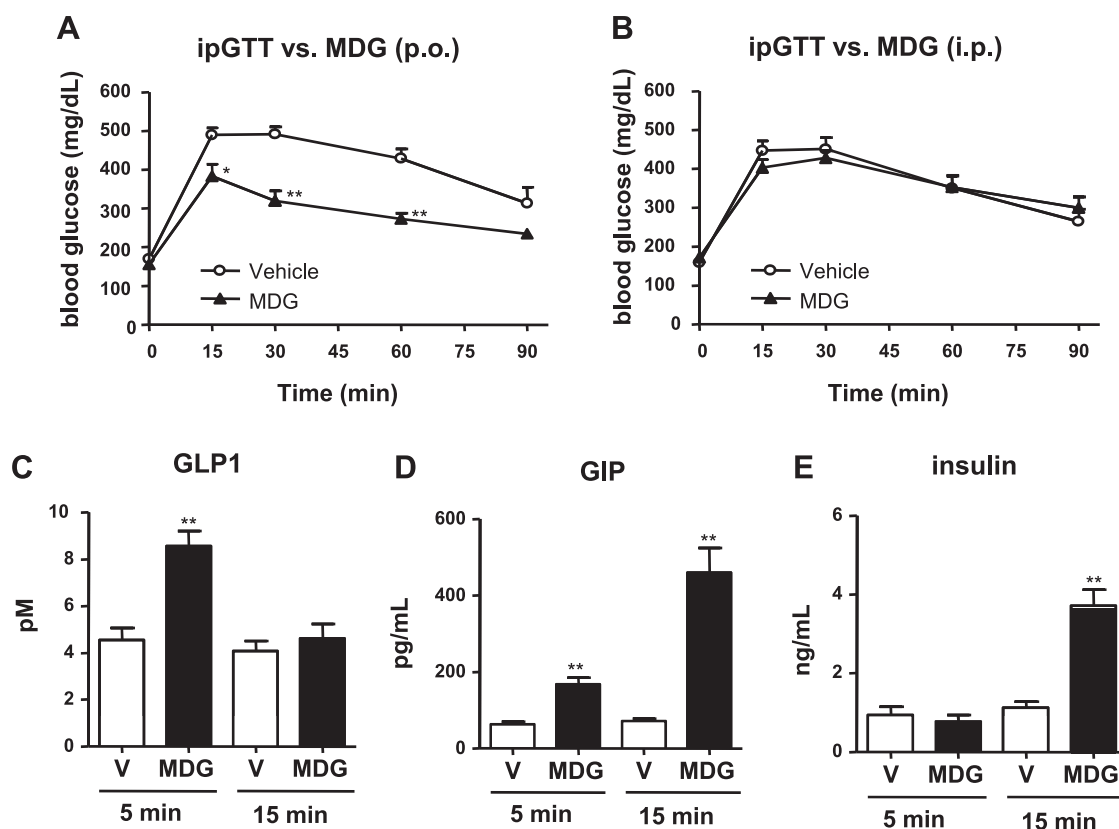 A
ipGTT vs. MDG (p.o.)
blood glucose (mg/dL)
600
500
400
300
200
100
0
*
**
**
Vehicle
MDG
0 15 30 45 60 75 90
Time (min)
B
ipGTT vs. MDG (i.p.)
blood glucose (mg/dL)
600
500
400
300
200
100
0
Vehicle
MDG
0 15 30 45 60 75 90
Time (min)
C
GLP1
pM
10
8
6
4
2
0
**
V MDG V MDG
5 min 15 min
D
GIP
pg/mL
600
400
200
0
**
**
V MDG V MDG
5 min 15 min
E
insulin
ng/mL
6
4
2
0
**
V MDG V MDG
5 min 15 min